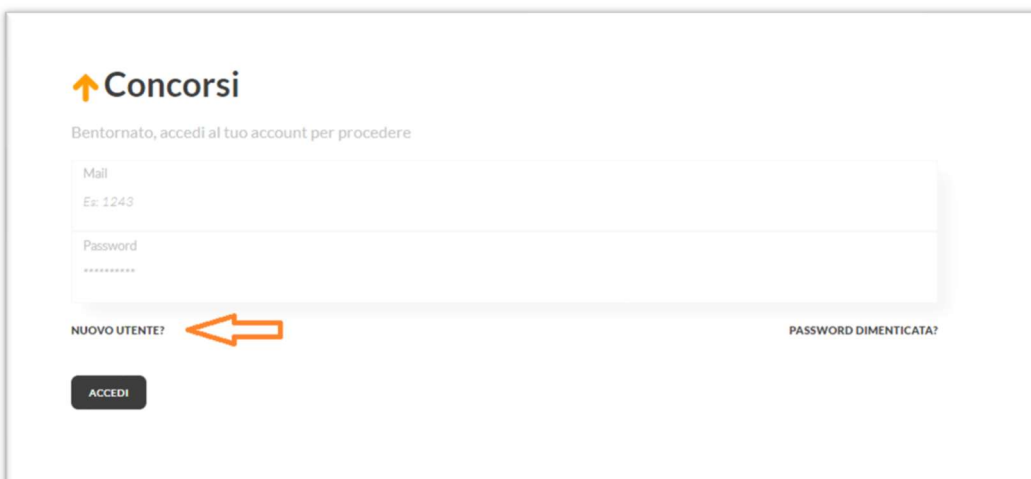 Concorsi
Bentornato, accedi al tuo account per procedere
Mail
Es: 1243
Password
**********
NUOVO UTENTE? PASSWORD DIMENTICATA?
ACCEDI